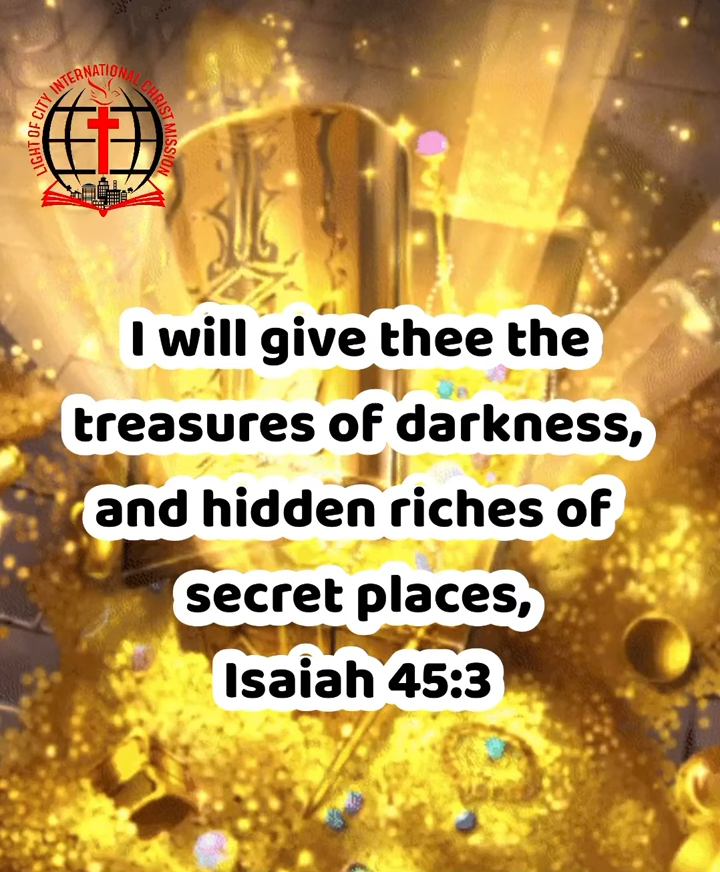 LIGHT OF CITY INTERNATIONAL CHRIST MISSION
I will give thee the
treasures of darkness,
and hidden riches of
secret places,
Isaiah 45:3